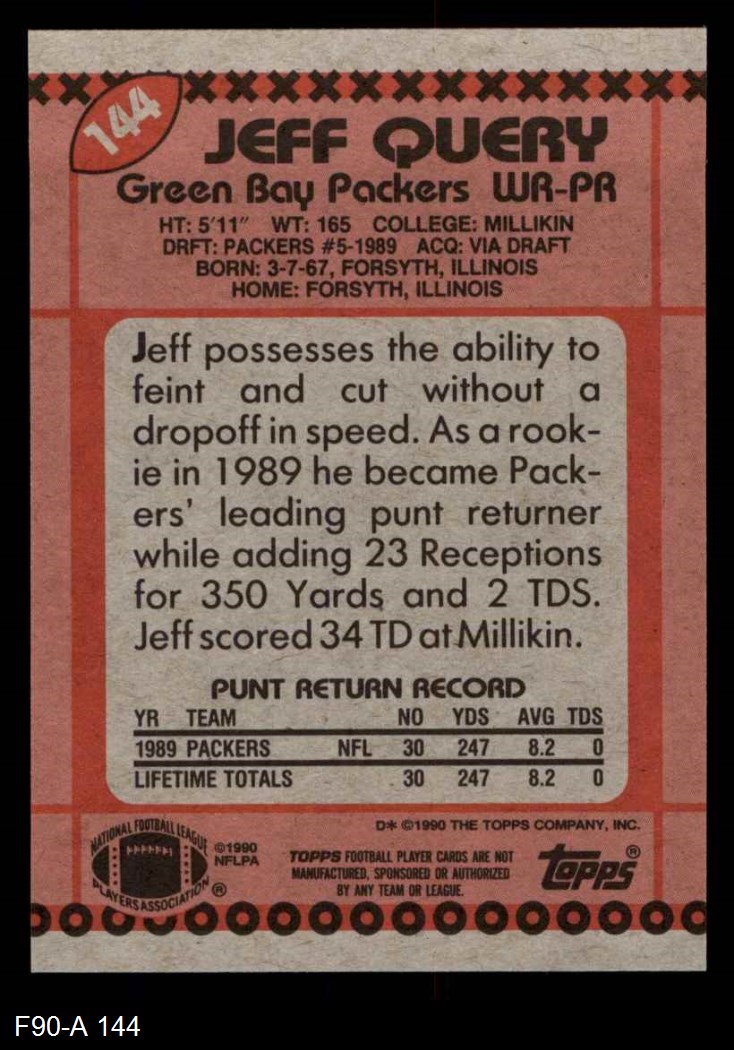 144
JEFF QUERY
Green Bay Packers WR-PR
HT: 5'11" WT: 165 COLLEGE: MILLIKIN
DRFT: PACKERS #5-1989 ACQ: VIA DRAFT
BORN: 3-7-67, FORSYTH, ILLINOIS
HOME: FORSYTH, ILLINOIS
Jeff possesses the ability to
feint and cut without a
dropoff in speed. As a rook-
ie in 1989 he became Pack-
ers' leading punt returner
while adding 23 Receptions
for 350 Yards and 2 TDS.
Jeff scored 34 TD at Millikin.
PUNT RETURN RECORD
YR TEAM NO YDS AVG TDS
1989 PACKERS NFL 30 247 8.2 0
LIFETIME TOTALS 30 247 8.2 0
D* ©1990 THE TOPPS COMPANY, INC.
NATIONAL FOOTBALL LEAGUE
PLAYERS ASSOCIATION ®
©1990
NFLPA
TOPPS FOOTBALL PLAYER CARDS ARE NOT
MANUFACTURED, SPONSORED OR AUTHORIZED
BY ANY TEAM OR LEAGUE.
topps®
F90-A 144